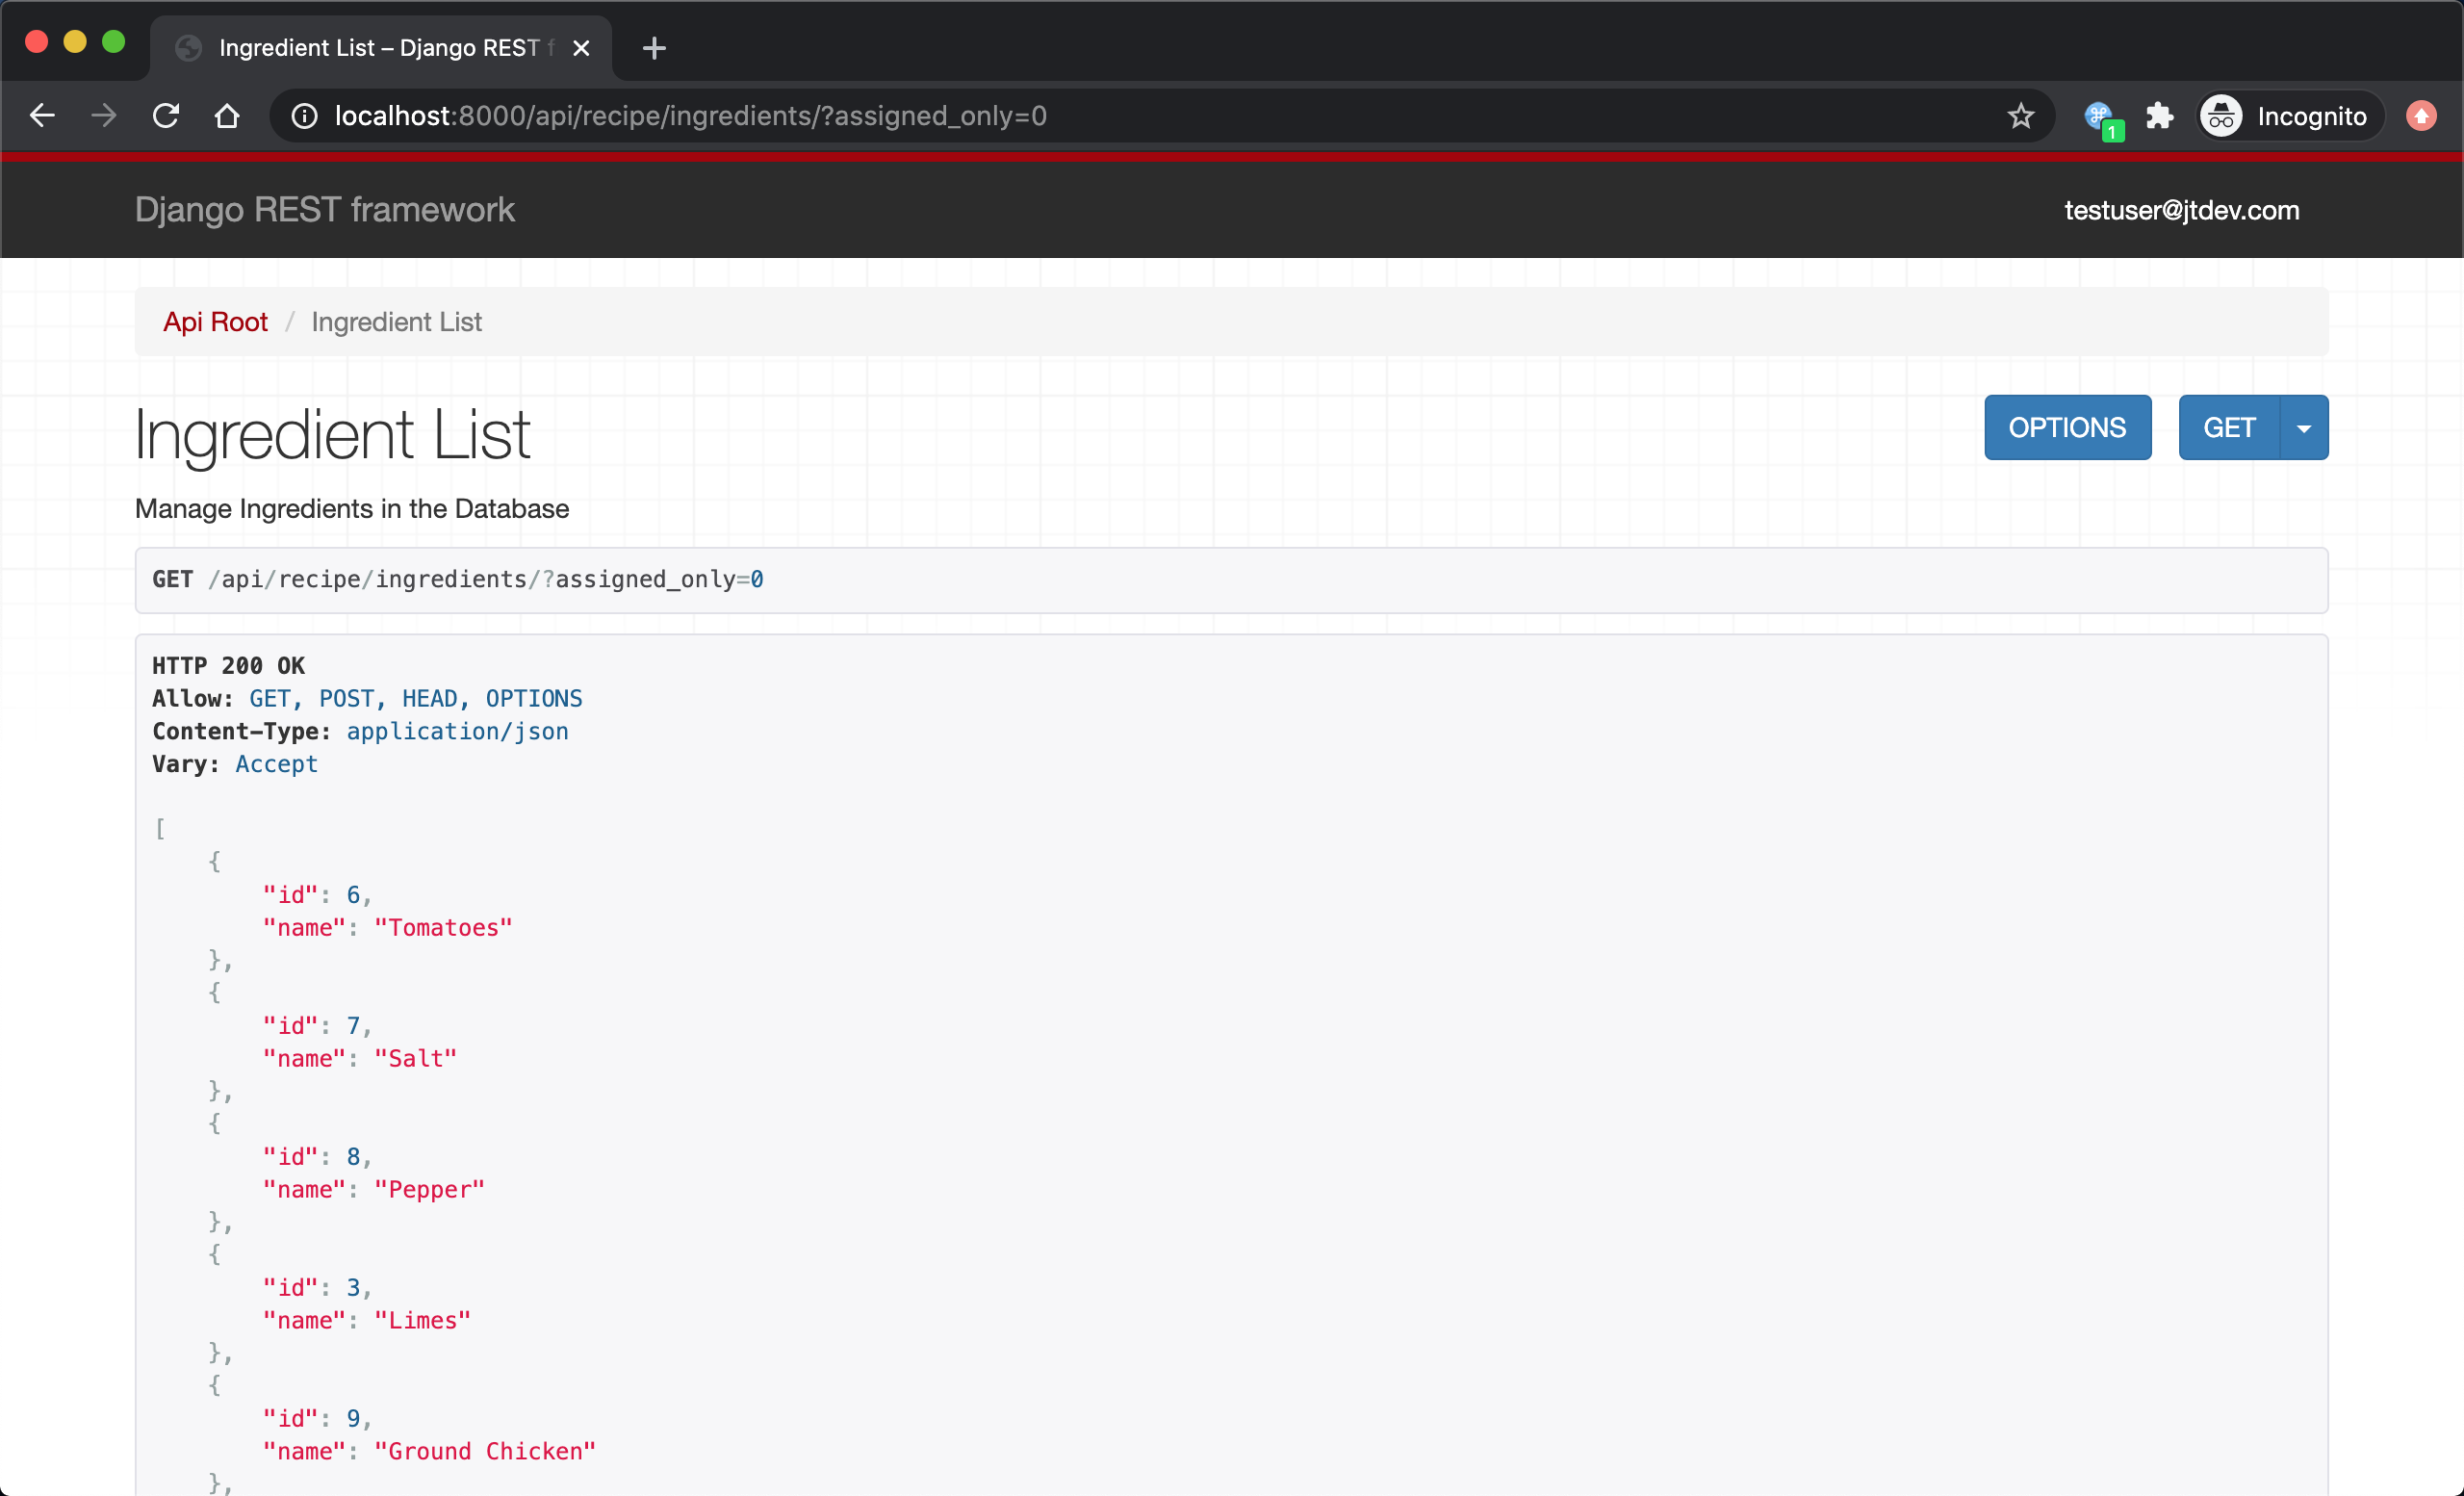 Ingredient List – Django REST f
localhost:8000/api/recipe/ingredients/?assigned_only=0
1
Incognito
Django REST framework
testuser@jtdev.com
Api Root / Ingredient List
Ingredient List
OPTIONS
GET
Manage Ingredients in the Database
GET /api/recipe/ingredients/?assigned_only=0
HTTP 200 OK
Allow: GET, POST, HEAD, OPTIONS
Content-Type: application/json
Vary: Accept
[
{
"id": 6,
"name": "Tomatoes"
},
{
"id": 7,
"name": "Salt"
},
{
"id": 8,
"name": "Pepper"
},
{
"id": 3,
"name": "Limes"
},
{
"id": 9,
"name": "Ground Chicken"
},